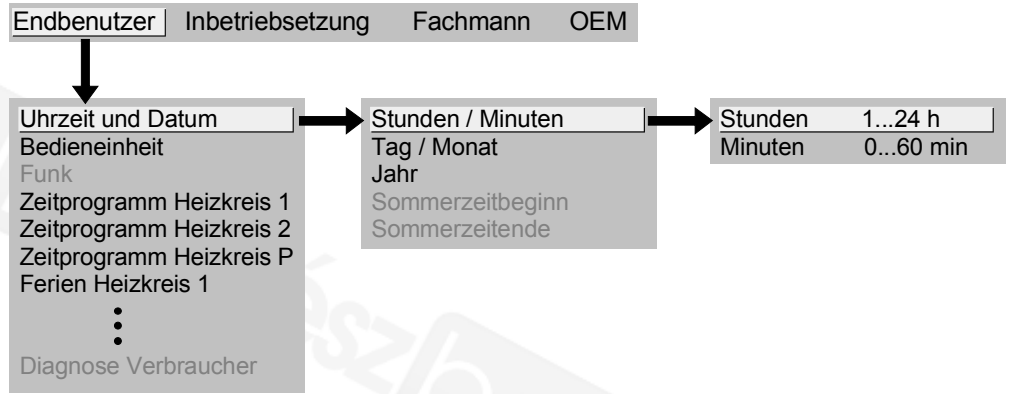 Endbenutzer Inbetriebsetzung Fachmann OEM
Uhrzeit und Datum
Bedieneinheit
Funk
Zeitprogramm Heizkreis 1
Zeitprogramm Heizkreis 2
Zeitprogramm Heizkreis P
Ferien Heizkreis 1
Diagnose Verbraucher
Stunden / Minuten
Tag / Monat
Jahr
Sommerzeitbeginn
Sommerzeitende
Stunden 1...24 h
Minuten 0...60 min